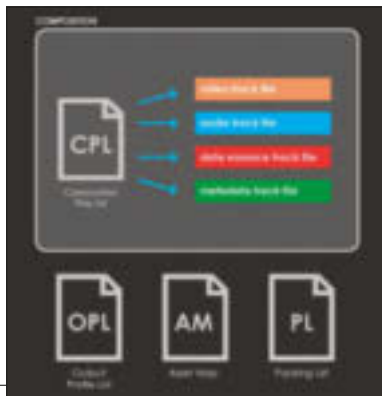 COMPOSITION
video track file
audio track file
CPL
data essence track file
metadata track file
Composition
Play List
OPL
AM
PL
Output
Profile List
Asset Map
Packing List